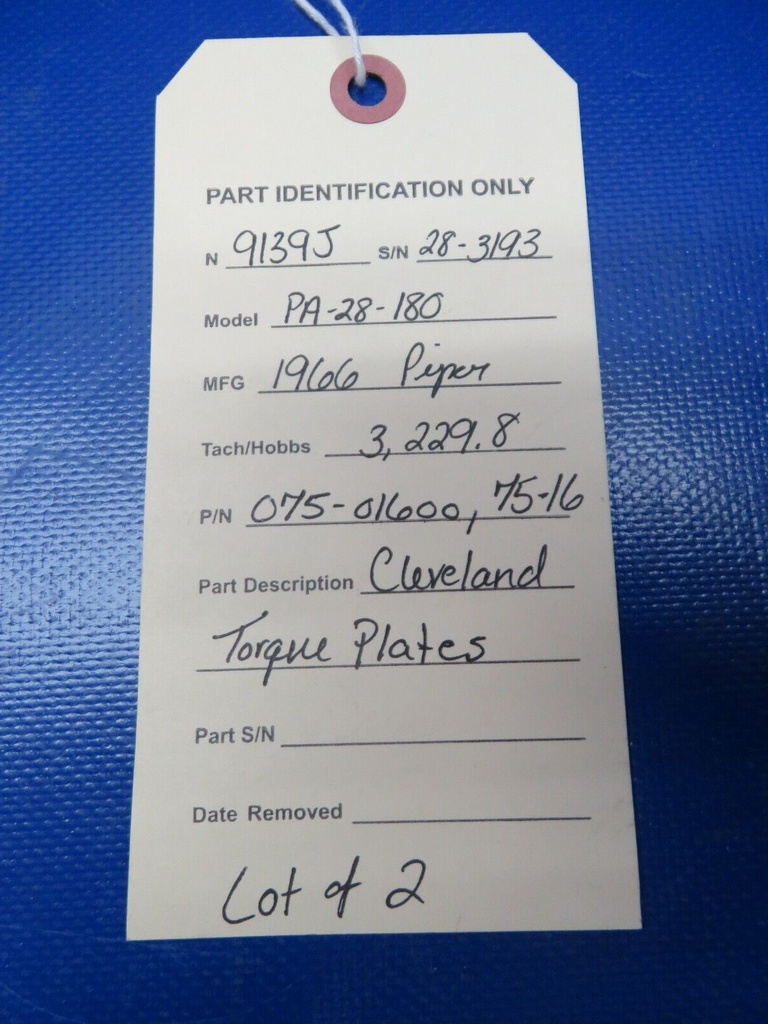 PART IDENTIFICATION ONLY
N 9139J S/N 28-3193
Model PA-28-180
MFG 1966 Piper
Tach/Hobbs 3,229.8
P/N 075-01600, 75-16
Part Description Cleveland
Torque Plates
Part S/N
Date Removed
Lot of 2